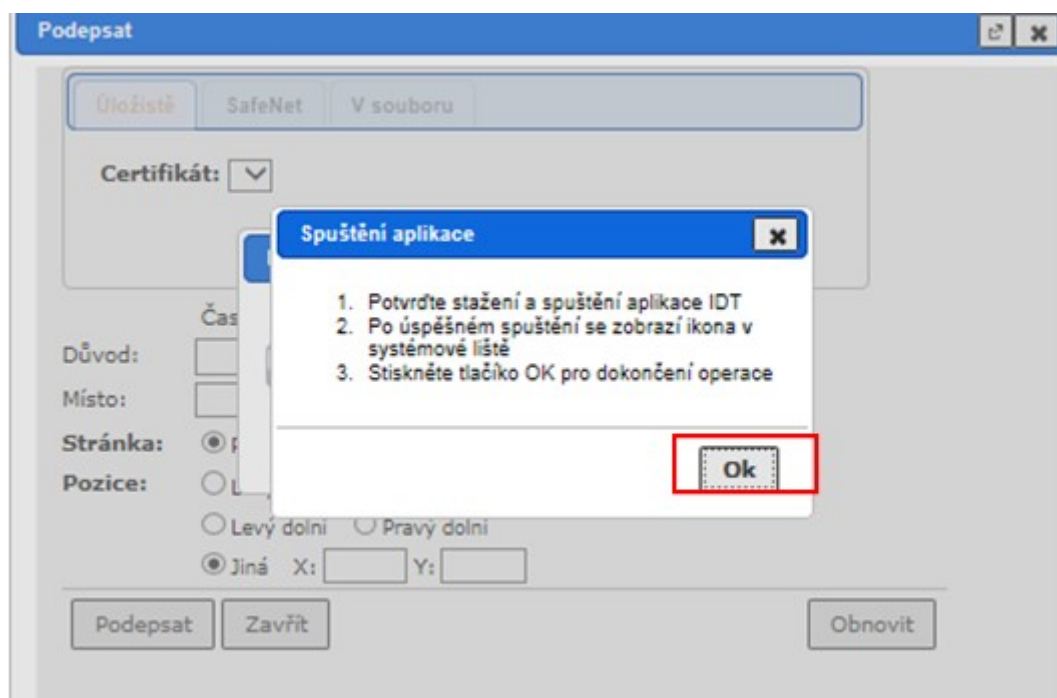 Podepsat
Úložiště SafeNet V souboru
Certifikát:
Spuštění aplikace
1. Potvrďte stažení a spuštění aplikace IDT
2. Po úspěšném spuštění se zobrazí ikona v
systémové liště
3. Stiskněte tlačíko OK pro dokončení operace
Ok
Důvod:
Místo:
Stránka:
Pozice:
Levý dolní Pravý dolní
Jiná X: Y:
Podepsat Zavřít Obnovit